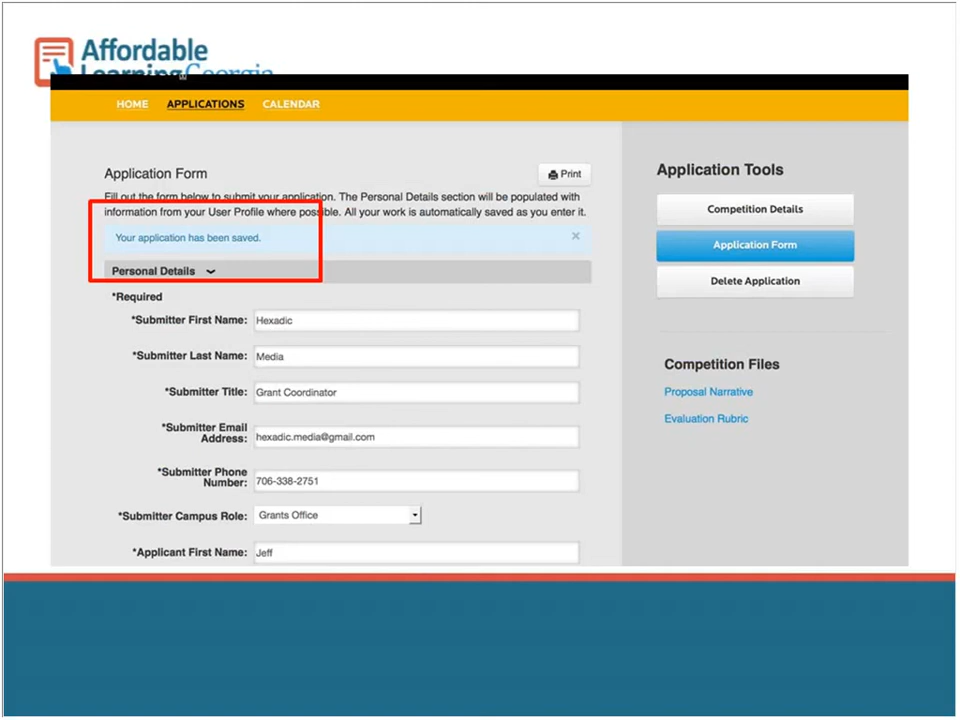 Affordable
Learning Georgia
HOME APPLICATIONS CALENDAR
Application Form
Print
Fill out the form below to submit your application. The Personal Details section will be populated with
information from your User Profile where possible. All your work is automatically saved as you enter it.
Your application has been saved.
Personal Details
*Required
*Submitter First Name: Hexadic
*Submitter Last Name: Media
*Submitter Title: Grant Coordinator
*Submitter Email
Address: hexadic.media@gmail.com
*Submitter Phone
Number: 706-338-2751
*Submitter Campus Role: Grants Office
*Applicant First Name: Jeff
Application Tools
Competition Details
Application Form
Delete Application
Competition Files
Proposal Narrative
Evaluation Rubric